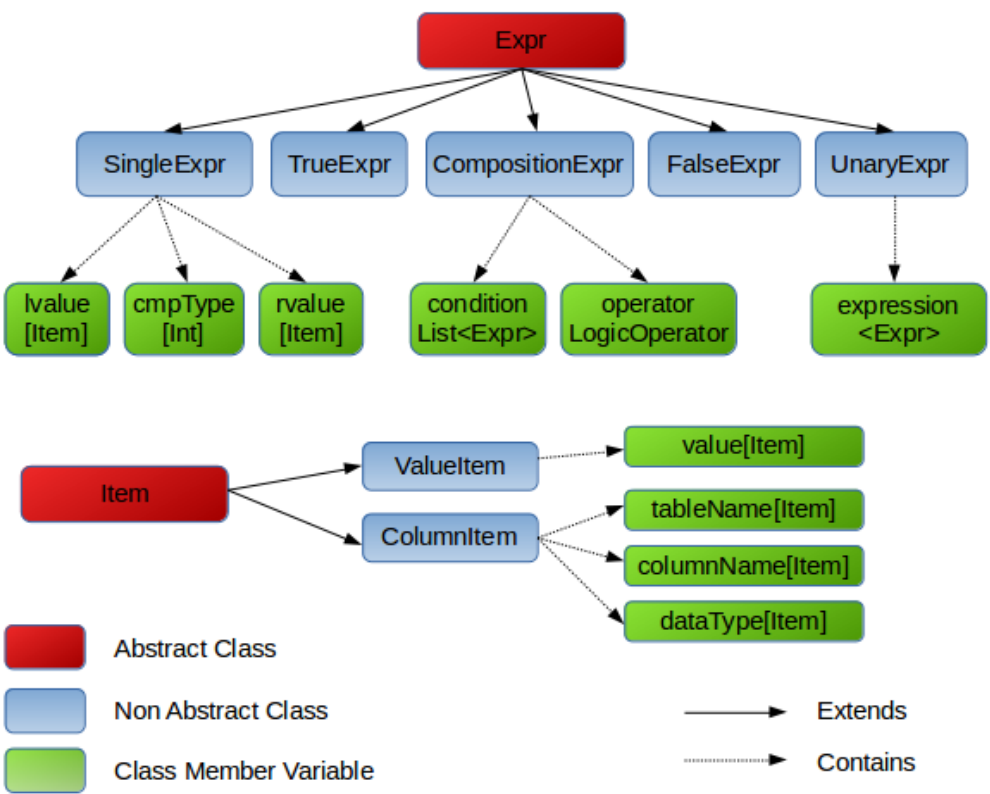 Expr
SingleExpr
TrueExpr
CompositionExpr
FalseExpr
UnaryExpr
lvalue
[Item]
cmpType
[Int]
rvalue
[Item]
condition
List<Expr>
operator
LogicOperator
expression
<Expr>
Item
ValueItem
ColumnItem
value[Item]
tableName[Item]
columnName[Item]
dataType[Item]
Abstract Class
Non Abstract Class
Class Member Variable
Extends
Contains